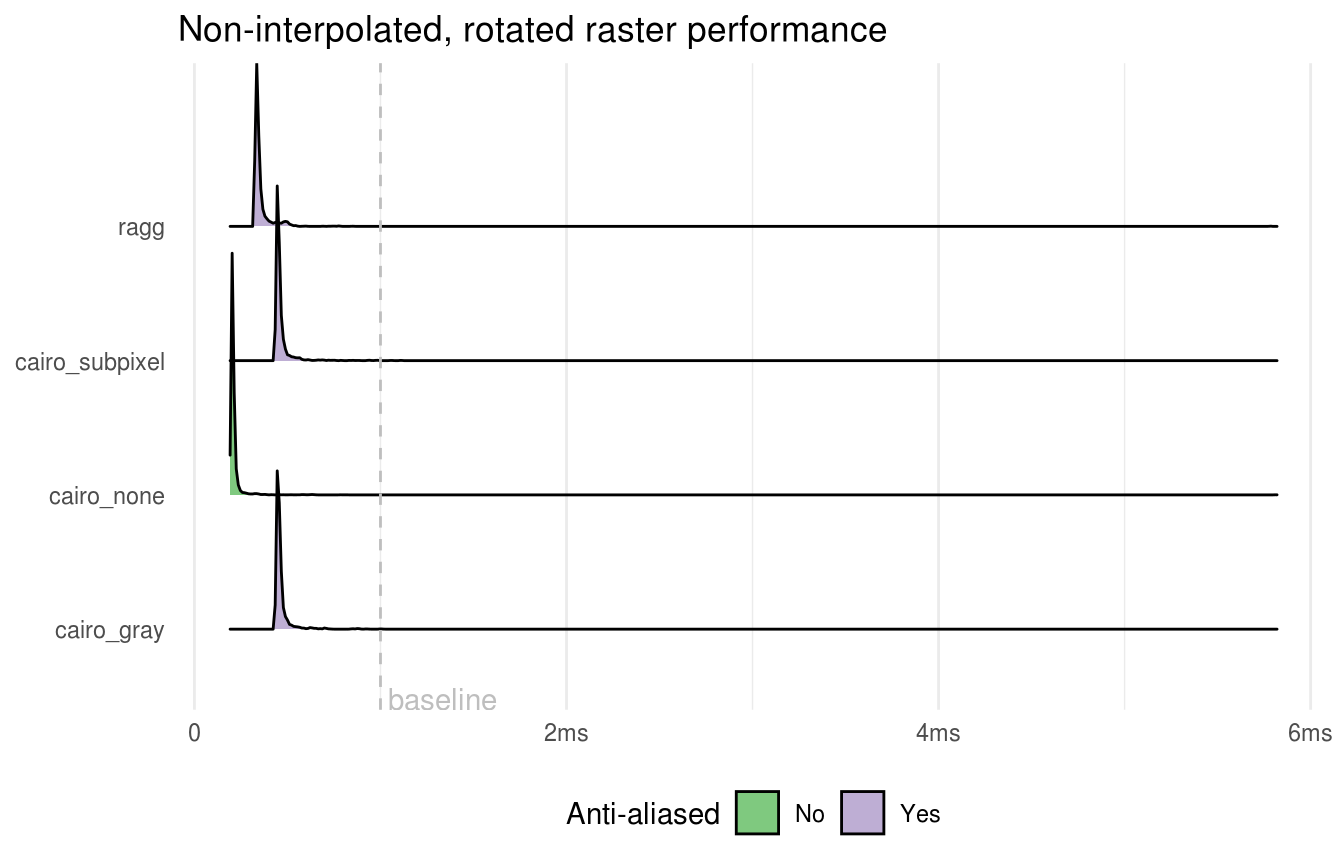 Non-interpolated, rotated raster performance
ragg
cairo_subpixel
cairo_none
cairo_gray
baseline
0 2ms 4ms 6ms
Anti-aliased No Yes